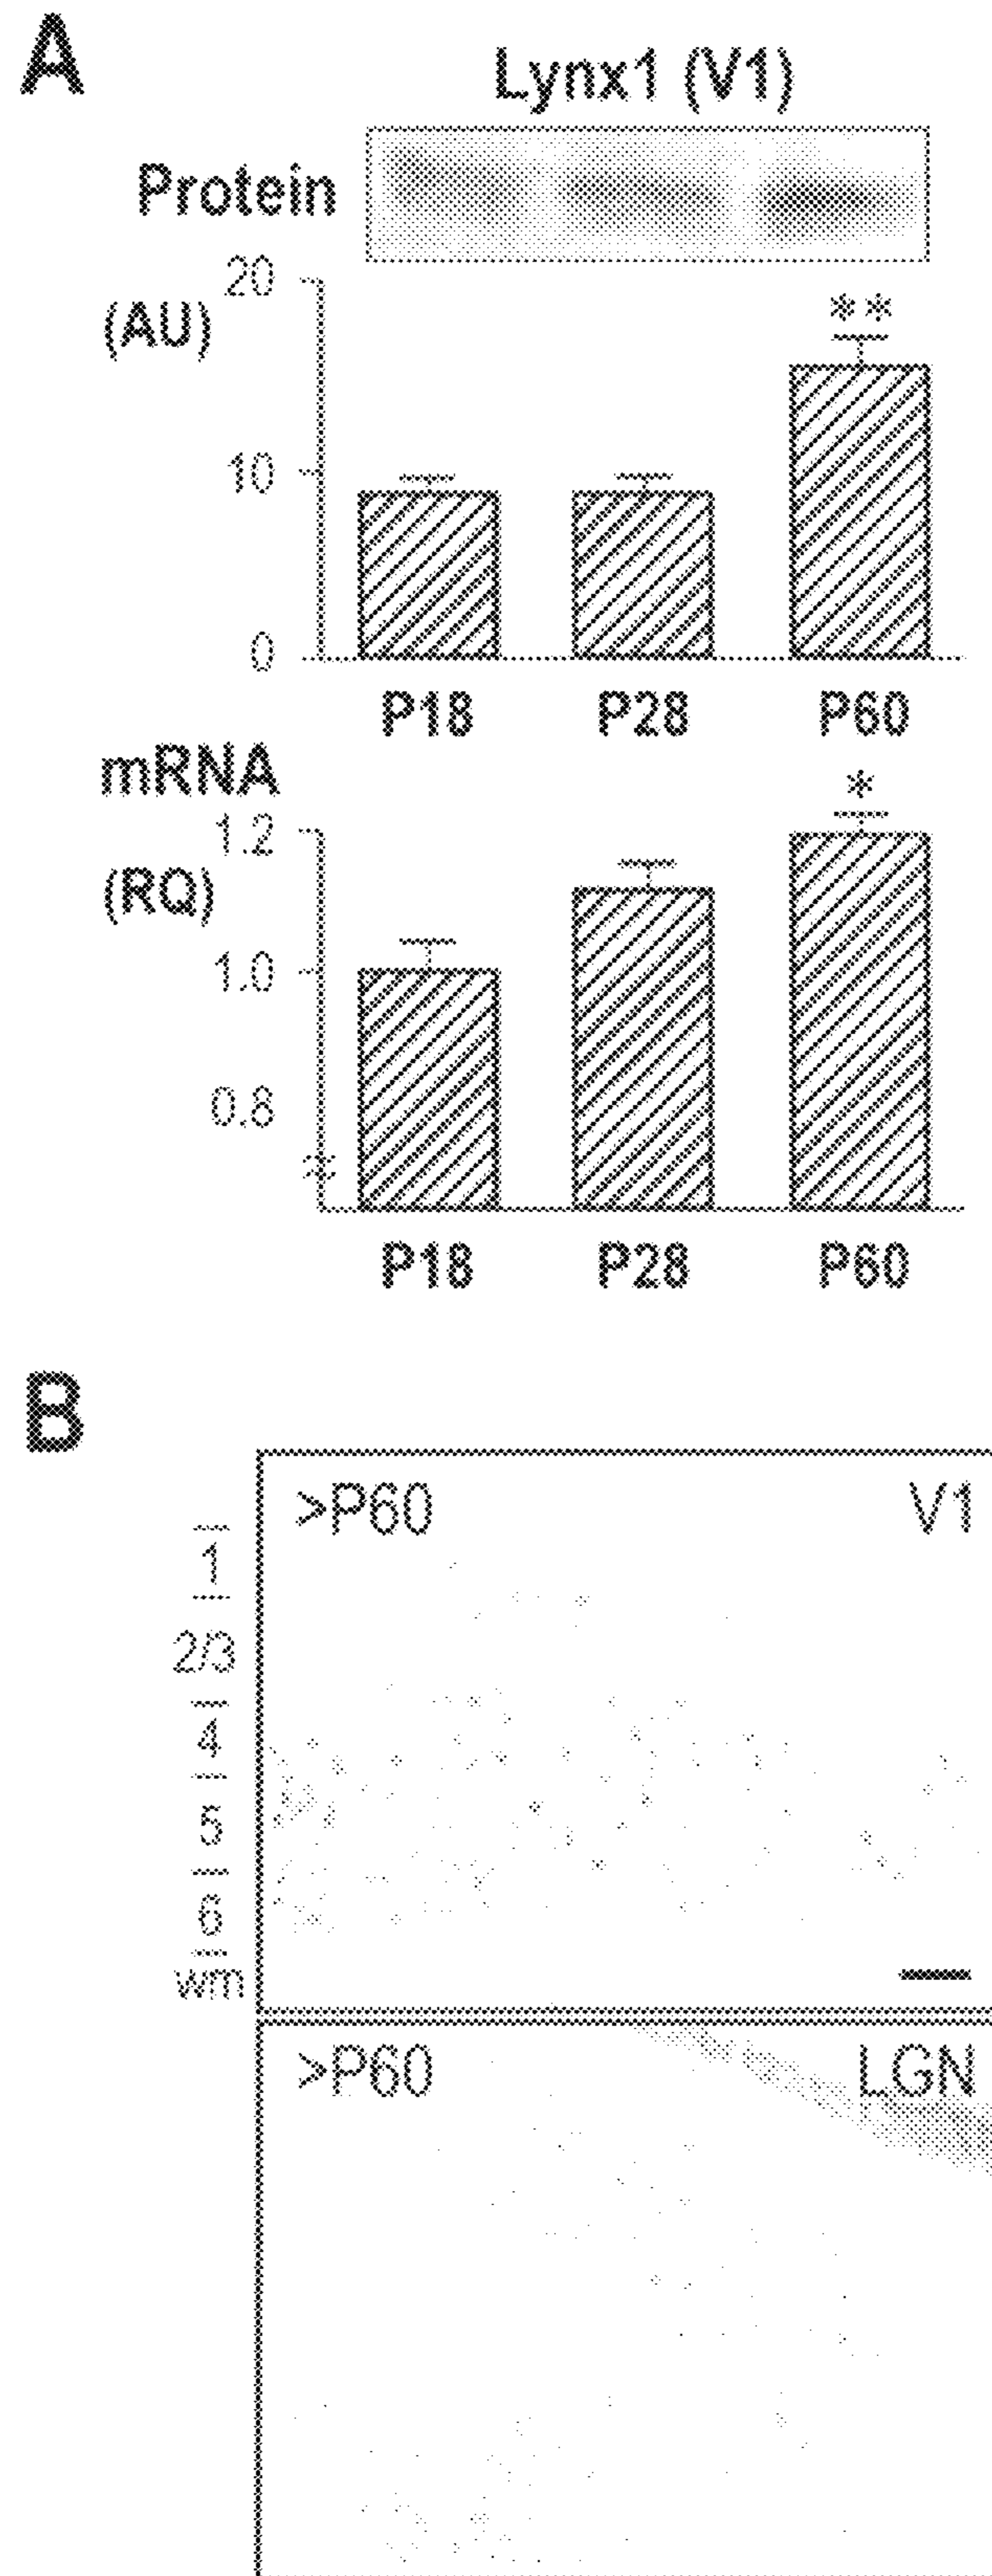 A
Lynx1 (V1)
Protein
(AU)
20
**
10
0
P18 P28 P60
mRNA
*
(RQ)
1.2
1.0
0.8
P18 P28 P60
B
>P60 V1
1
2/3
4
5
6
wm
>P60 LGN